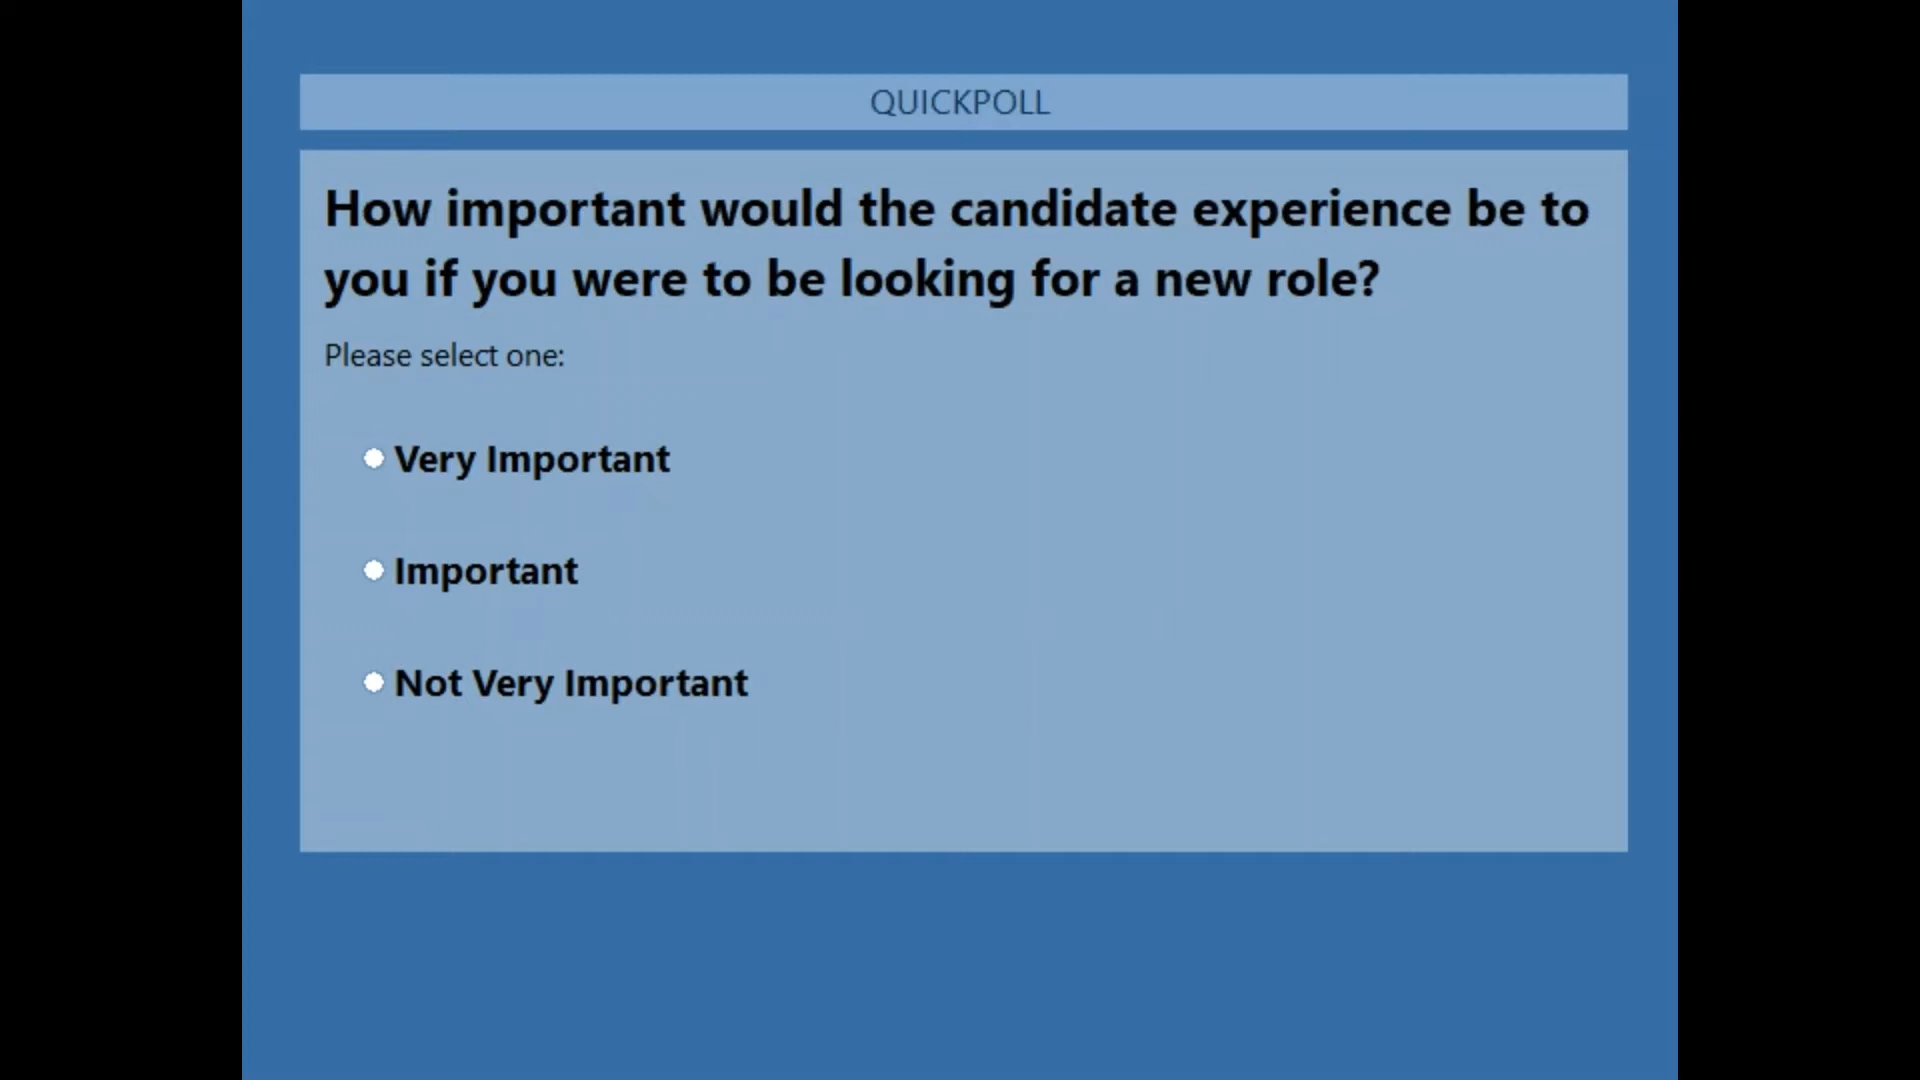 QUICKPOLL
How important would the candidate experience be to
you if you were to be looking for a new role?
Please select one:
Very Important
Important
Not Very Important